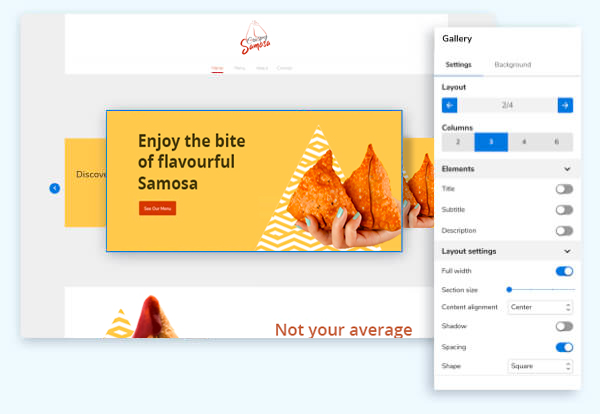 Samosa
Home Menu About Contact
Discove
Enjoy the bite
of flavourful
Samosa
See Our Menu
Not your average
Gallery
Settings Background
Layout
2/4
Columns
2 3 4 6
Elements
Title
Subtitle
Description
Layout settings
Full width
Section size
Content alignment Center
Shadow
Spacing
Shape Square